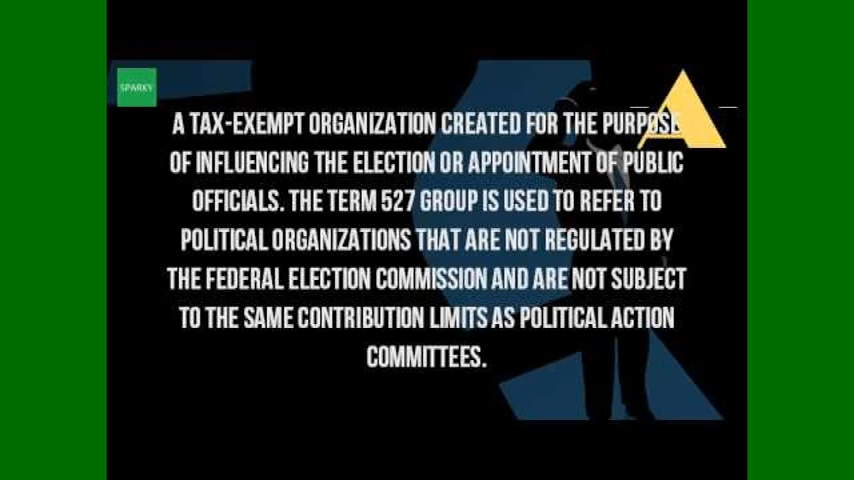 SPARKY
A
A TAX-EXEMPT ORGANIZATION CREATED FOR THE PURPOSE
OF INFLUENCING THE ELECTION OR APPOINTMENT OF PUBLIC
OFFICIALS. THE TERM 527 GROUP IS USED TO REFER TO
POLITICAL ORGANIZATIONS THAT ARE NOT REGULATED BY
THE FEDERAL ELECTION COMMISSION AND ARE NOT SUBJECT
TO THE SAME CONTRIBUTION LIMITS AS POLITICAL ACTION
COMMITTEES.